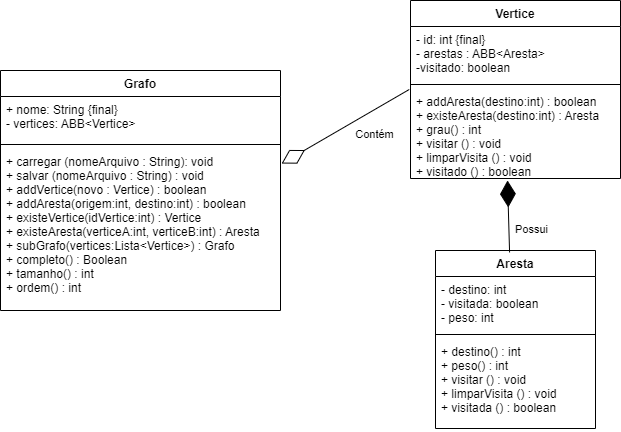 Vertice
- id: int {final}
- arestas : ABB<Aresta>
-visitado: boolean
+ addAresta(destino:int) : boolean
+ existeAresta(destino:int) : Aresta
+ grau() : int
+ visitar () : void
+ limparVisita () : void
+ visitado () : boolean
Grafo
+ nome: String {final}
- vertices: ABB<Vertice>
+ carregar (nomeArquivo : String): void
+ salvar (nomeArquivo : String) : void
+ addVertice(novo : Vertice) : boolean
+ addAresta(origem:int, destino:int) : boolean
+ existeVertice(idVertice:int) : Vertice
+ existeAresta(verticeA:int, verticeB:int) : Aresta
+ subGrafo(vertices:Lista<Vertice>) : Grafo
+ completo() : Boolean
+ tamanho() : int
+ ordem() : int
Contém
Possui
Aresta
- destino: int
- visitada: boolean
- peso: int
+ destino() : int
+ peso() : int
+ visitar () : void
+ limparVisita () : void
+ visitada () : boolean